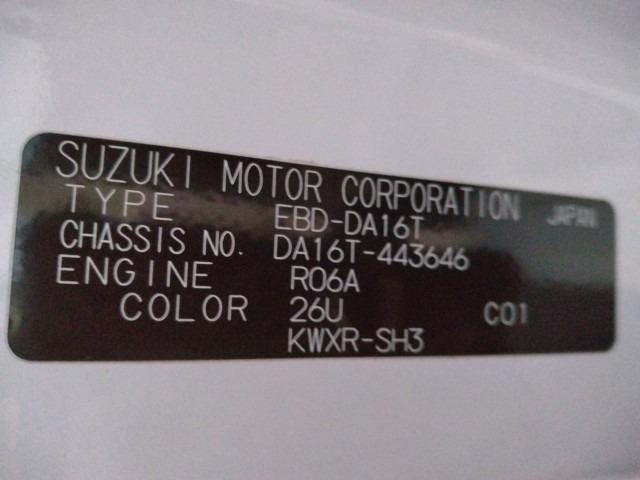 SUZUKI MOTOR CORPORATION JAPAN
TYPE EBD-DA16T
CHASSIS NO. DA16T-443646
ENGINE R06A
COLOR 26U C01
KWXR-SH3